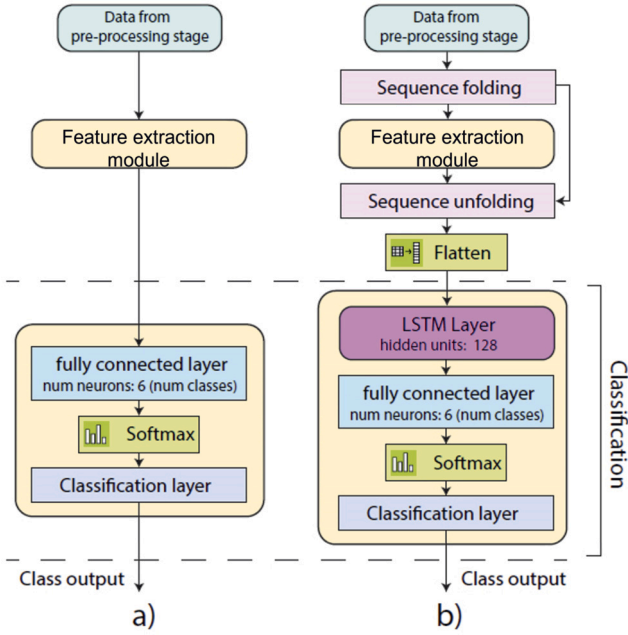 Data from
pre-processing stage
Feature extraction
module
fully connected layer
num neurons: 6 (num classes)
Softmax
Classification layer
Class output
a)
Data from
pre-processing stage
Sequence folding
Feature extraction
module
Sequence unfolding
Flatten
LSTM Layer
hidden units: 128
fully connected layer
num neurons: 6 (num classes)
Softmax
Classification layer
Class output
b)
Classification